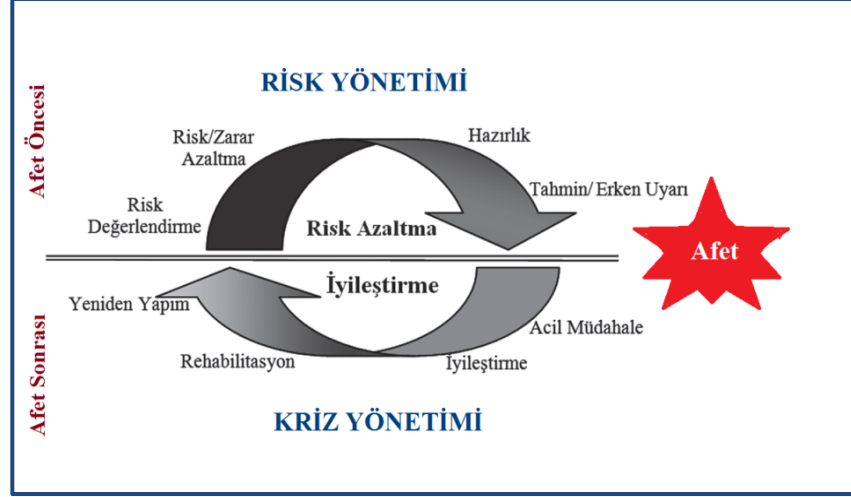 RİSK YÖNETİMİ
Afet Öncesi
Risk/Zarar
Azaltma
Hazırlık
Tahmin/ Erken Uyarı
Risk
Değerlendirme
Risk Azaltma
Afet
İyileştirme
Yeniden Yapım
Acil Müdahale
Rehabilitasyon
İyileştirme
Afet Sonrası
KRİZ YÖNETİMİ